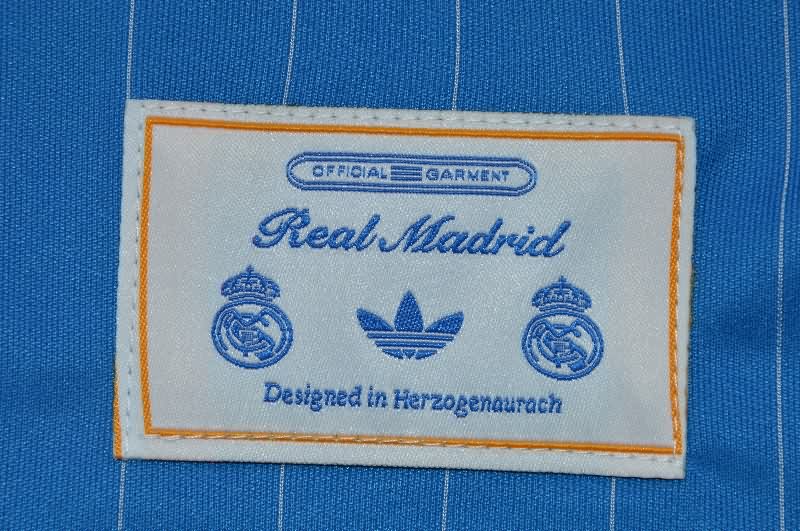 OFFICIAL GARMENT
Real Madrid
Designed in Herzogenaurach